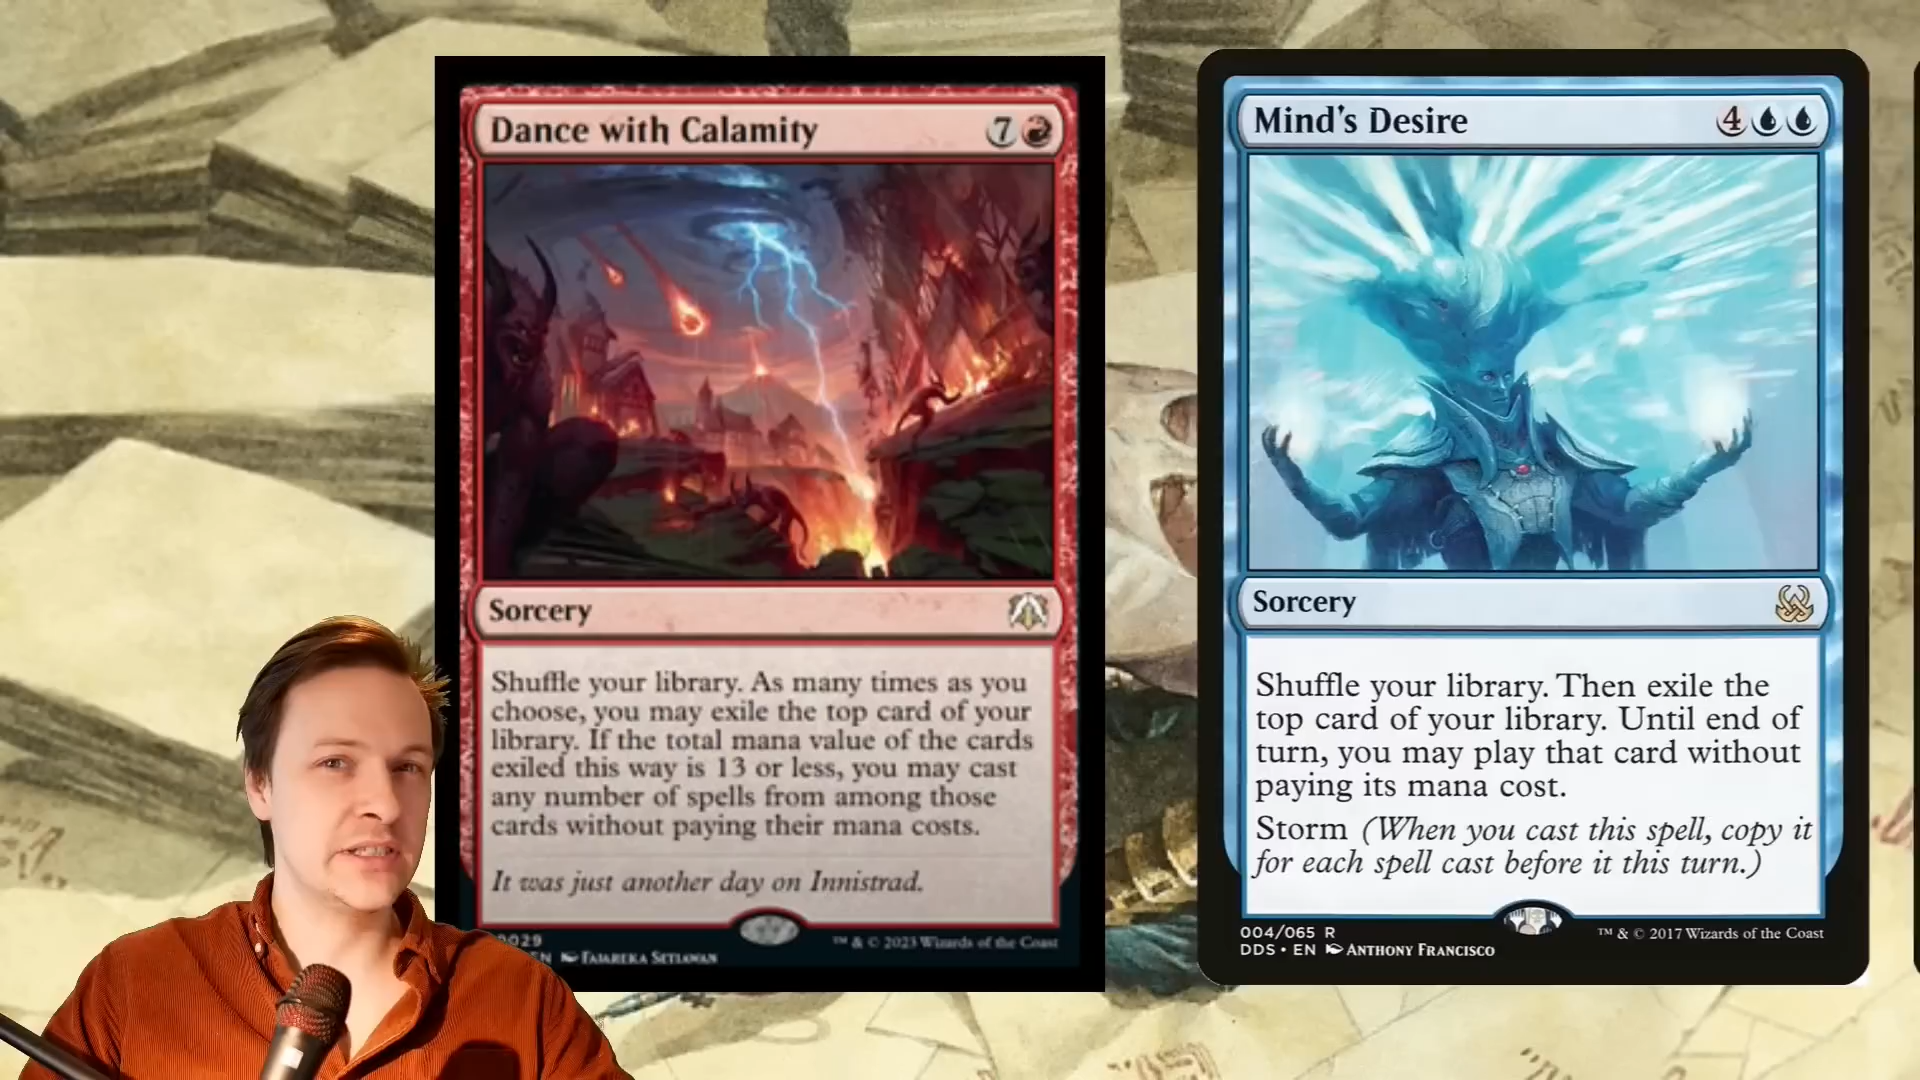 Dance with Calamity 7
Sorcery
Shuffle your library. As many times as you
choose, you may exile the top card of your
library. If the total mana value of the cards
exiled this way is 13 or less, you may cast
any number of spells from among those
cards without paying their mana costs.
It was just another day on Innistrad.
0029
EN FAJAREKA SETIAWAN
™ & © 2023 Wizards of the Coast
Mind's Desire 4
Sorcery
Shuffle your library. Then exile the
top card of your library. Until end of
turn, you may play that card without
paying its mana cost.
Storm (When you cast this spell, copy it
for each spell cast before it this turn.)
004/065 R
DDS • EN ANTHONY FRANCISCO
™ & © 2017 Wizards of the Coast